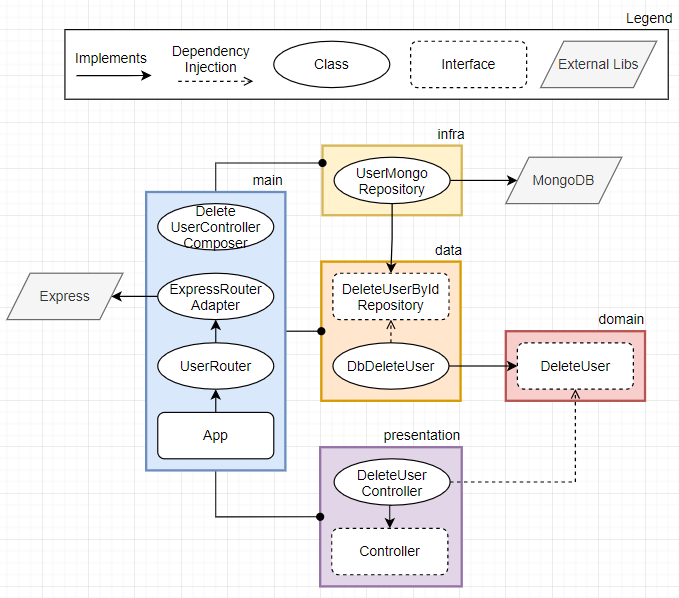 Legend
Implements
Dependency
Injection
Class
Interface
External Libs
infra
UserMongo
Repository
MongoDB
main
Delete
UserController
Composer
data
ExpressRouter
Adapter
Express
DeleteUserById
Repository
domain
UserRouter
DbDeleteUser
DeleteUser
App
presentation
DeleteUser
Controller
Controller